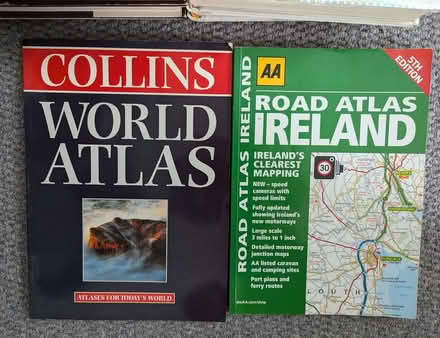 COLLINS
WORLD
ATLAS
ATLASES FOR TODAY'S WORLD
ROAD ATLAS IRELAND
AA
5TH
EDITION
ROAD ATLAS
IRELAND
IRELAND'S
CLEAREST
MAPPING
30
NEW – speed
cameras with
speed limits
Fully updated
showing Ireland's
new motorways
Large scale
3 miles to 1 inch
Detailed motorway
junction maps
AA listed caravan
and camping sites
Port plans and
ferry routes
SOUTH